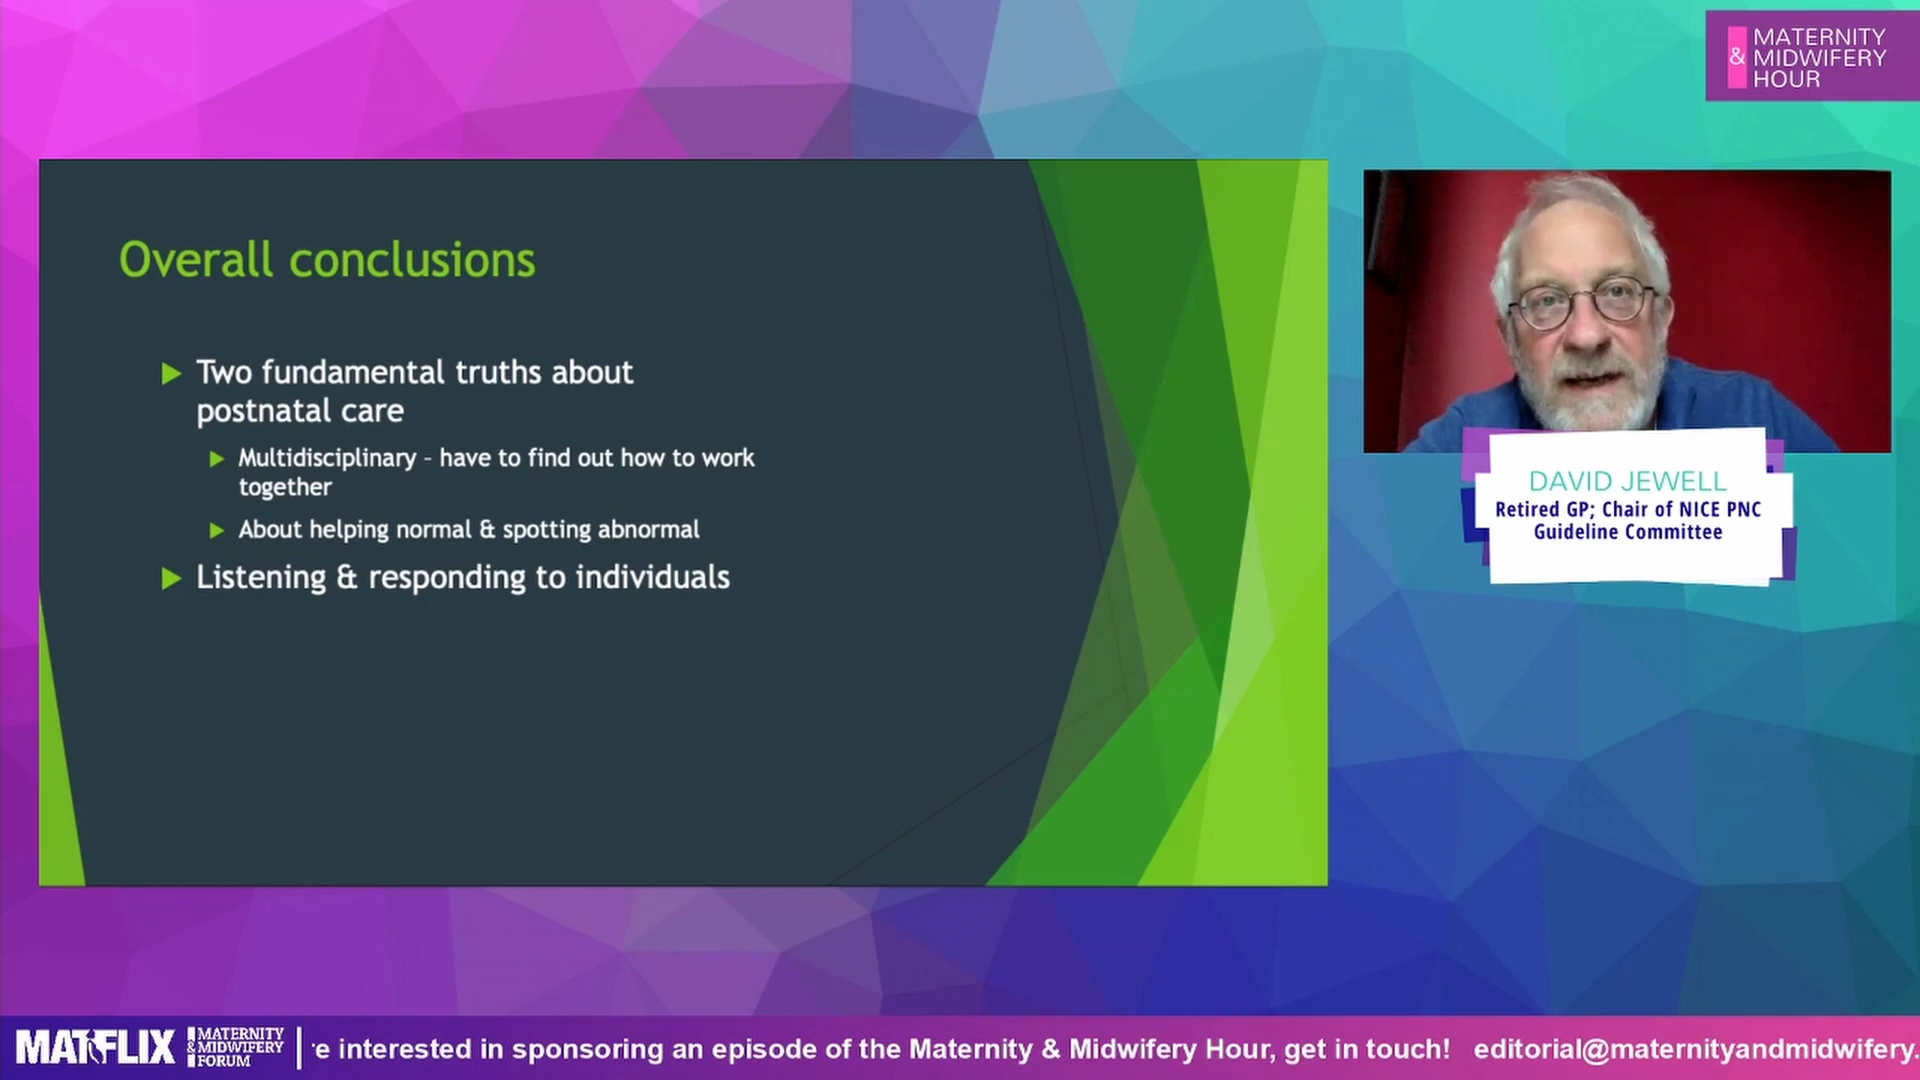 &
MATERNITY
MIDWIFERY
HOUR
Overall conclusions
Two fundamental truths about
postnatal care
Multidisciplinary – have to find out how to work
together
About helping normal & spotting abnormal
Listening & responding to individuals
DAVID JEWELL
Retired GP; Chair of NICE PNC
Guideline Committee
MATFLIX
MATERNITY
&MIDWIFERY
FORUM
're interested in sponsoring an episode of the Maternity & Midwifery Hour, get in touch! editorial@maternityandmidwifery.